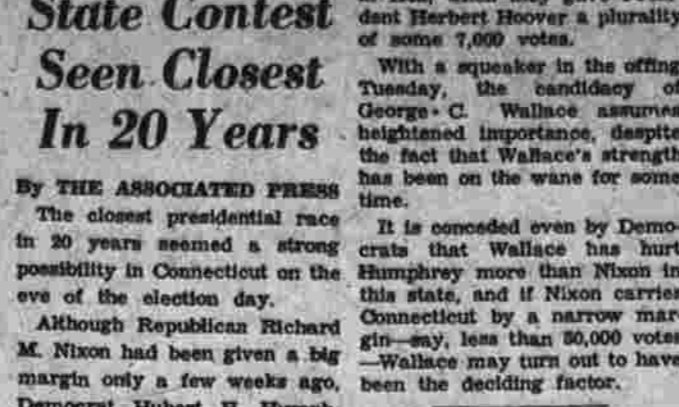 State Contest
Seen Closest
In 20 Years
By THE ASSOCIATED PRESS
The closest presidential race
in 20 years seemed a strong
possibility in Connecticut on the
eve of the election day.
Although Republican Richard
M. Nixon had been given a big
margin only a few weeks ago,
Democrat Hubert H.
dent Herbert Hoover a plurality
of some 7,000 votes.
With a squeaker in the offing
Tuesday, the candidacy of
George C. Wallace assumes
heightened importance, despite
the fact that Wallace's strength
has been on the wane for some
time.
It is conceded even by Demo-
crats that Wallace has hurt
Humphrey more than Nixon in
this state, and if Nixon carries
Connecticut by a narrow mar-
gin—say, less than 50,000 votes
—Wallace may turn out to have
been the deciding factor.